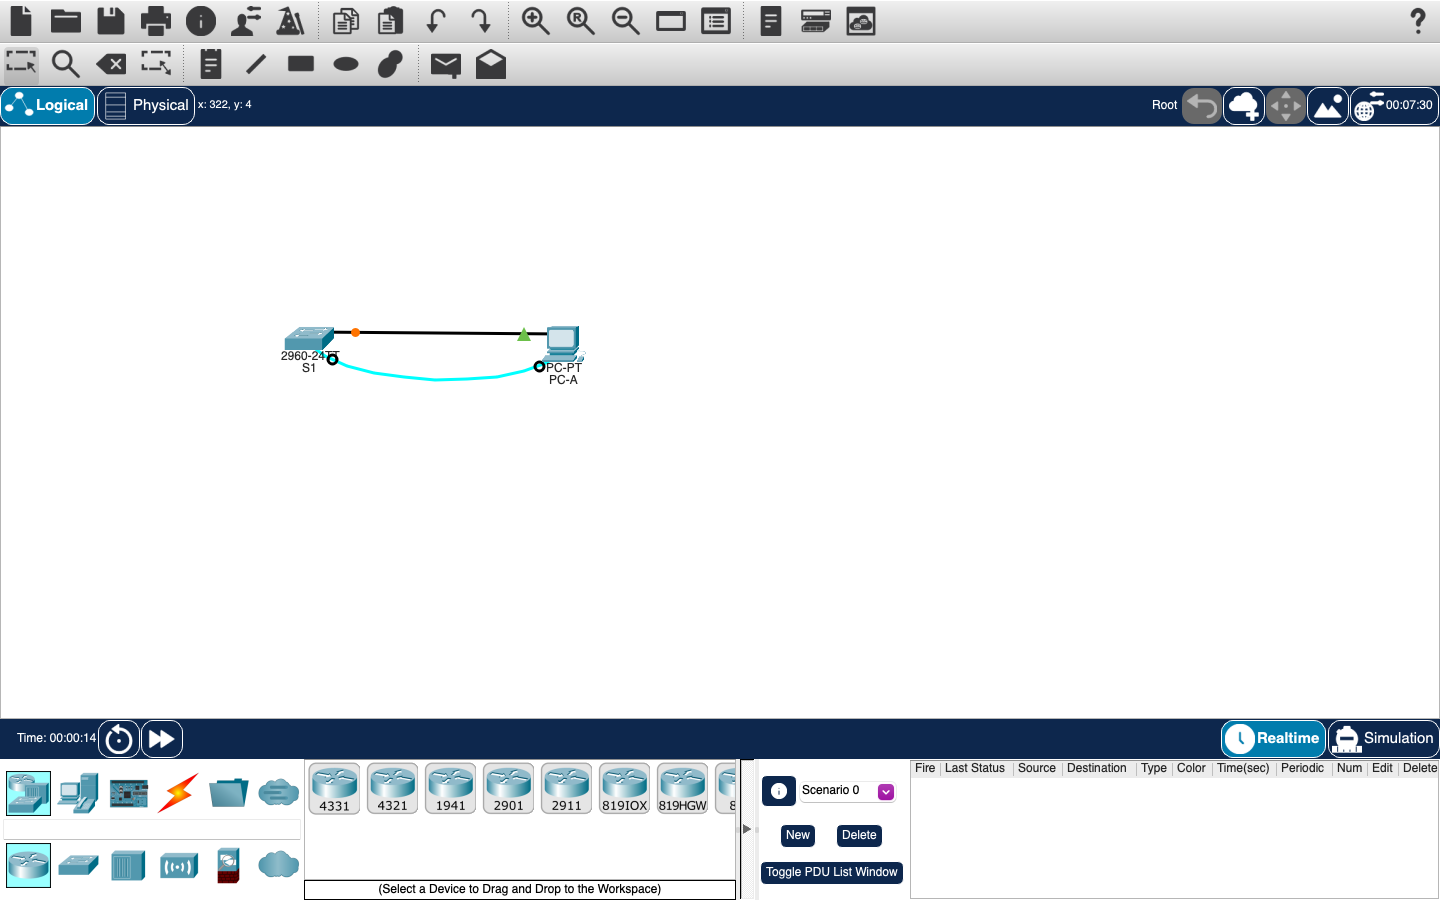 Logical
Physical
x: 322, y: 4
Root
00:07:30
2960-24TT
S1
PC-PT
PC-A
Time: 00:00:14
Realtime
Simulation
4331
4321
1941
2901
2911
819IOX
819HGW
8
(Select a Device to Drag and Drop to the Workspace)
Scenario 0
New
Delete
Toggle PDU List Window
Fire Last Status Source Destination Type Color Time(sec) Periodic Num Edit Delete